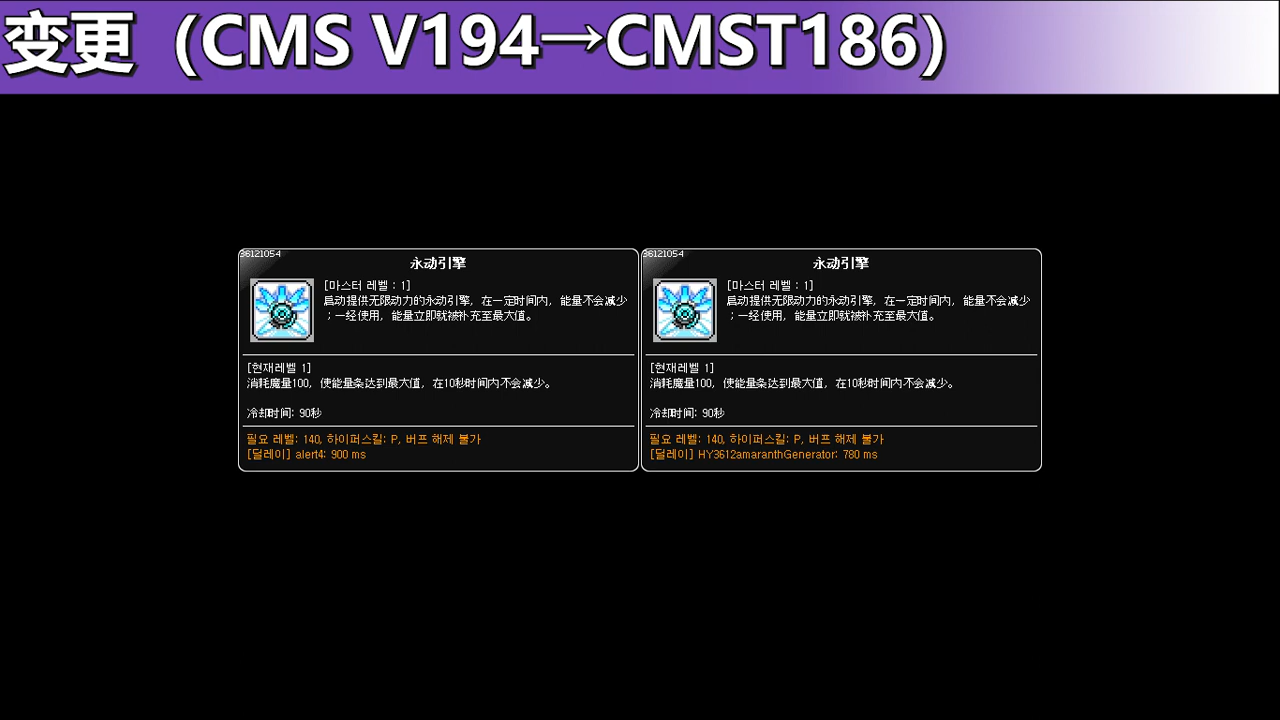 变更（CMS V194→CMST186）
36121054
永动引擎
[마스터 레벨 : 1]
启动提供无限动力的永动引擎，在一定时间内，能量不会减少
；一经使用，能量立即就被补充至最大值。
[현재레벨 1]
消耗魔量100，使能量条达到最大值，在10秒时间内不会减少。
冷却时间: 90秒
필요 레벨: 140, 하이퍼스킬: P, 버프 해제 불가
[딜레이] alert4: 900 ms
36121054
永动引擎
[마스터 레벨 : 1]
启动提供无限动力的永动引擎，在一定时间内，能量不会减少
；一经使用，能量立即就被补充至最大值。
[현재레벨 1]
消耗魔量100，使能量条达到最大值，在10秒时间内不会减少。
冷却时间: 90秒
필요 레벨: 140, 하이퍼스킬: P, 버프 해제 불가
[딜레이] HY3612amaranthGenerator: 780 ms